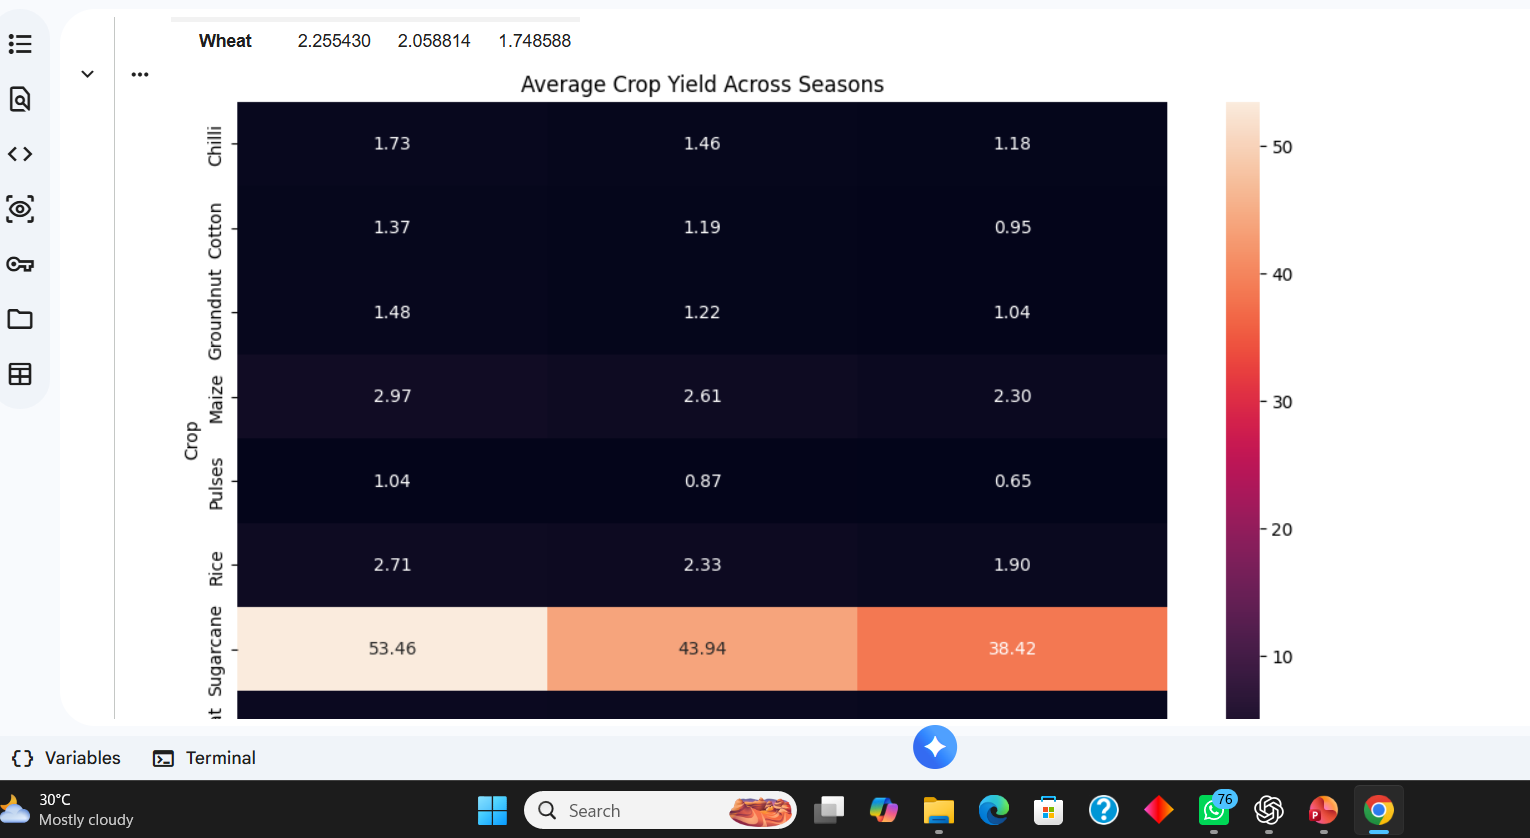 Wheat 2.255430 2.058814 1.748588
Average Crop Yield Across Seasons
Crop
Chilli 1.73 1.46 1.18
Cotton 1.37 1.19 0.95
Groundnut 1.48 1.22 1.04
Maize 2.97 2.61 2.30
Pulses 1.04 0.87 0.65
Rice 2.71 2.33 1.90
Sugarcane 53.46 43.94 38.42
at
50
40
30
20
10
Variables Terminal
30°C
Mostly cloudy
Search
76
P